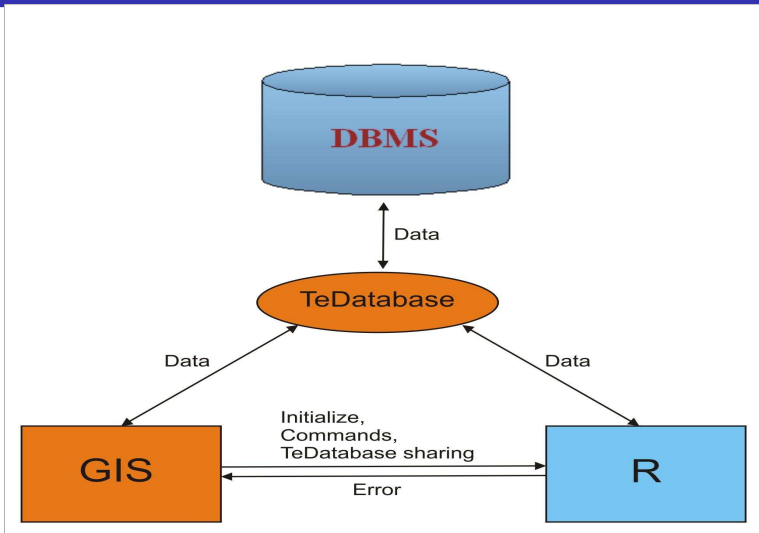 DBMS
Data
TeDatabase
Data
Data
Initialize,
Commands,
TeDatabase sharing
GIS
R
Error